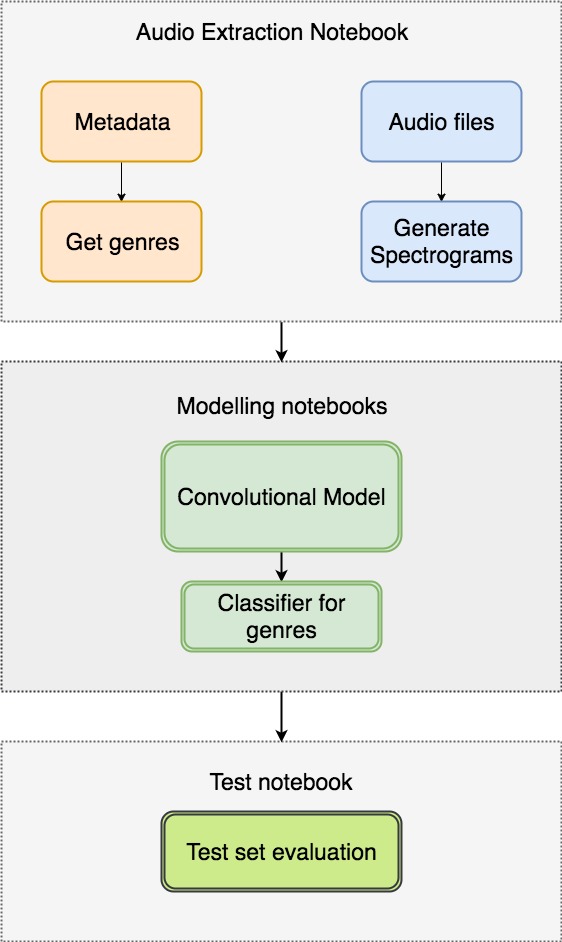 Audio Extraction Notebook
Metadata
Audio files
Get genres
Generate
Spectrograms
Modelling notebooks
Convolutional Model
Classifier for
genres
Test notebook
Test set evaluation